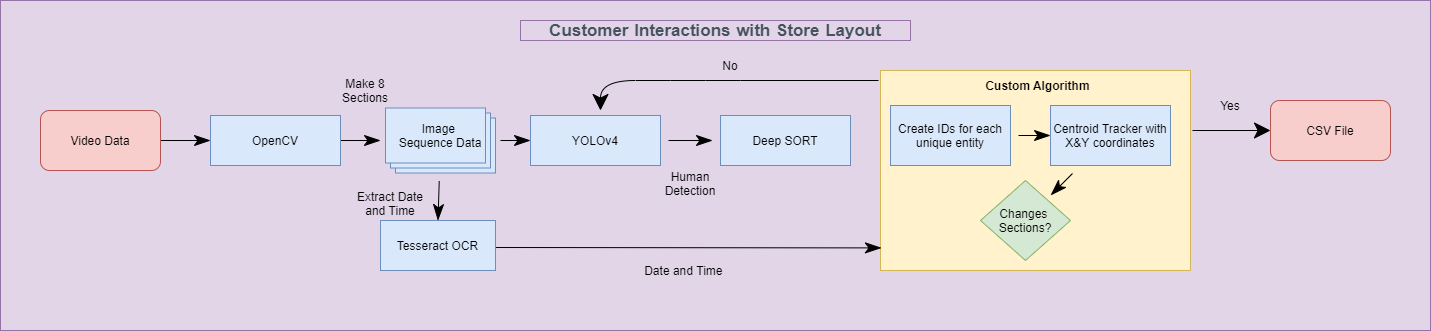 Customer Interactions with Store Layout
No
Make 8
Sections
Custom Algorithm
Video Data
OpenCV
Image
Sequence Data
YOLOv4
Deep SORT
Create IDs for each
unique entity
Centroid Tracker with
X&Y coordinates
Yes
CSV File
Human
Detection
Extract Date
and Time
Changes
Sections?
Tesseract OCR
Date and Time